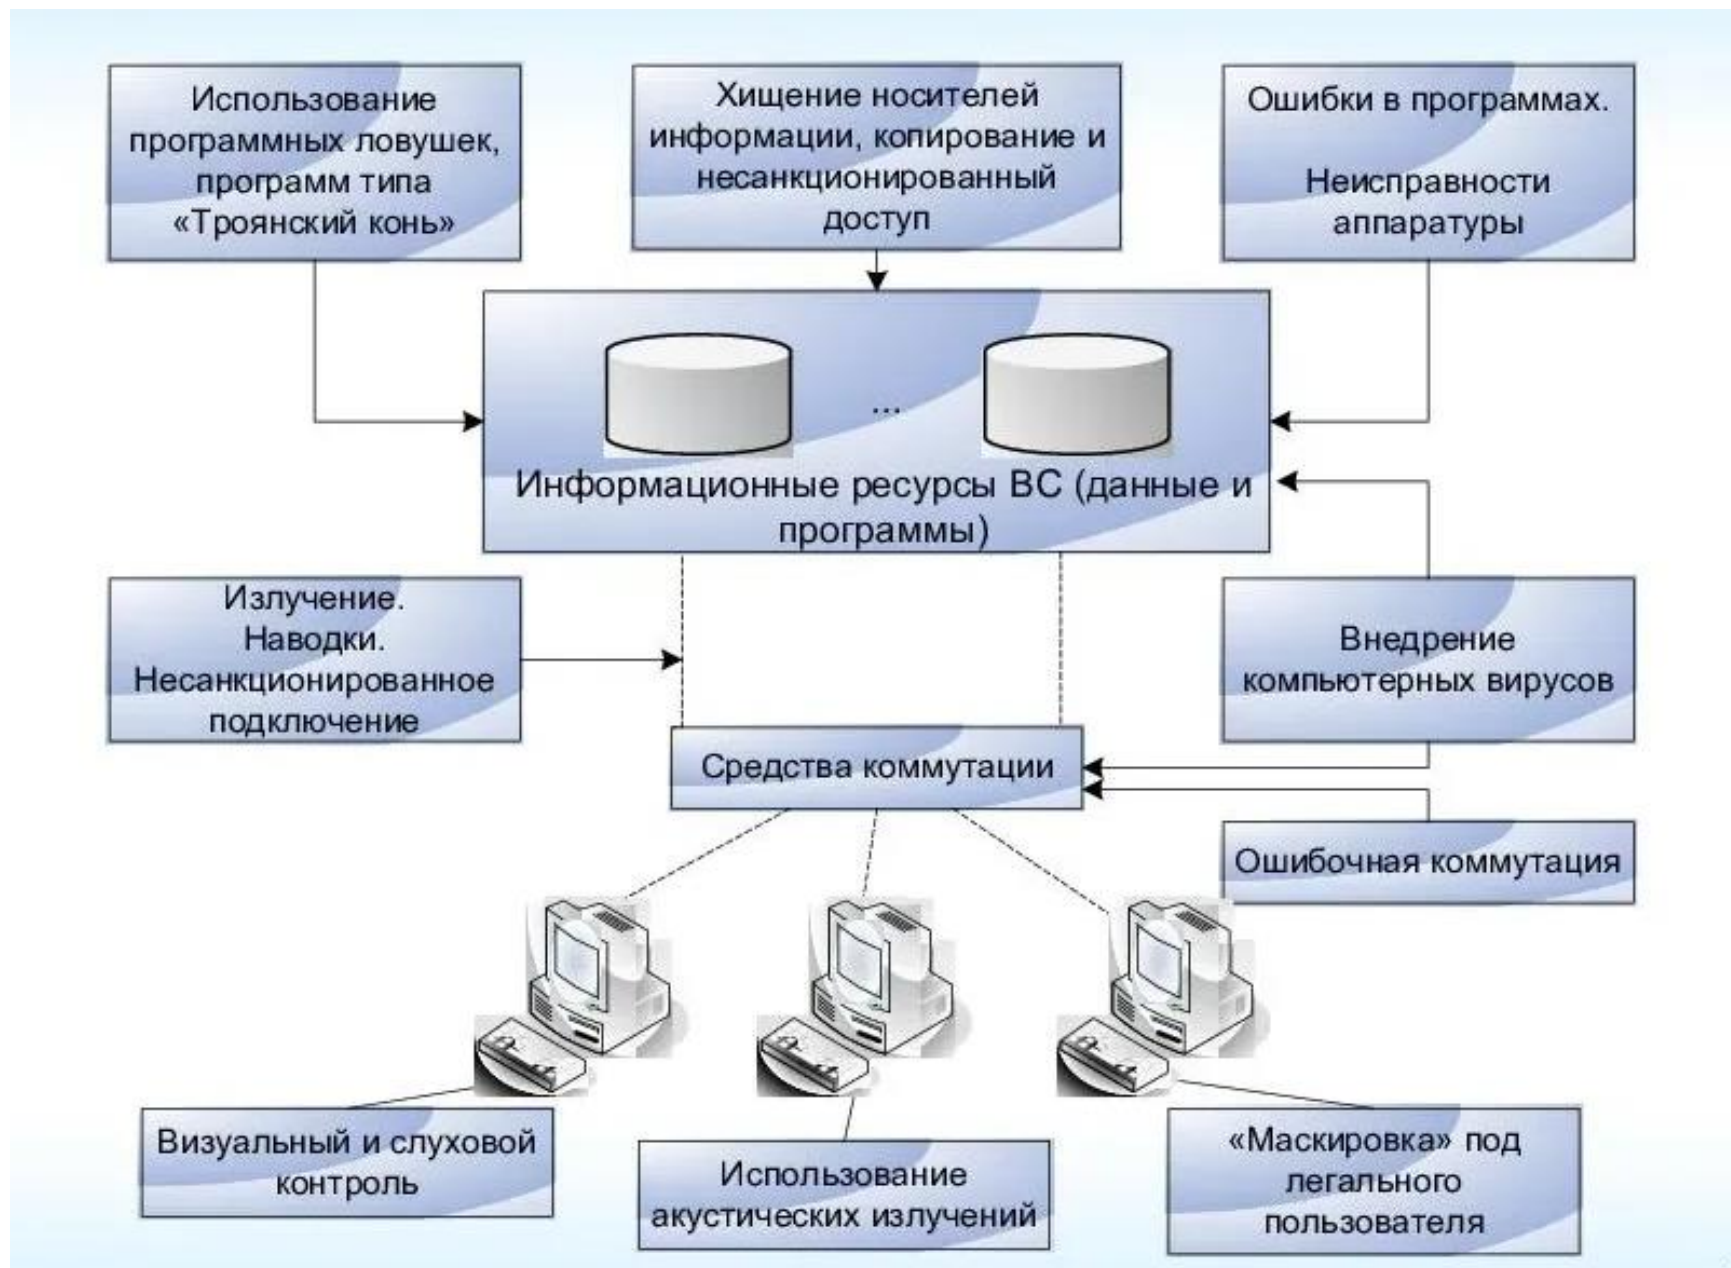 Использование
программных ловушек,
программ типа
«Троянский конь»
Хищение носителей
информации, копирование и
несанкционированный
доступ
Ошибки в программах.
Неисправности
аппаратуры
...
Информационные ресурсы ВС (данные и
программы)
Излучение.
Наводки.
Несанкционированное
подключение
Внедрение
компьютерных вирусов
Средства коммутации
Ошибочная коммутация
Визуальный и слуховой
контроль
Использование
акустических излучений
«Маскировка» под
легального
пользователя